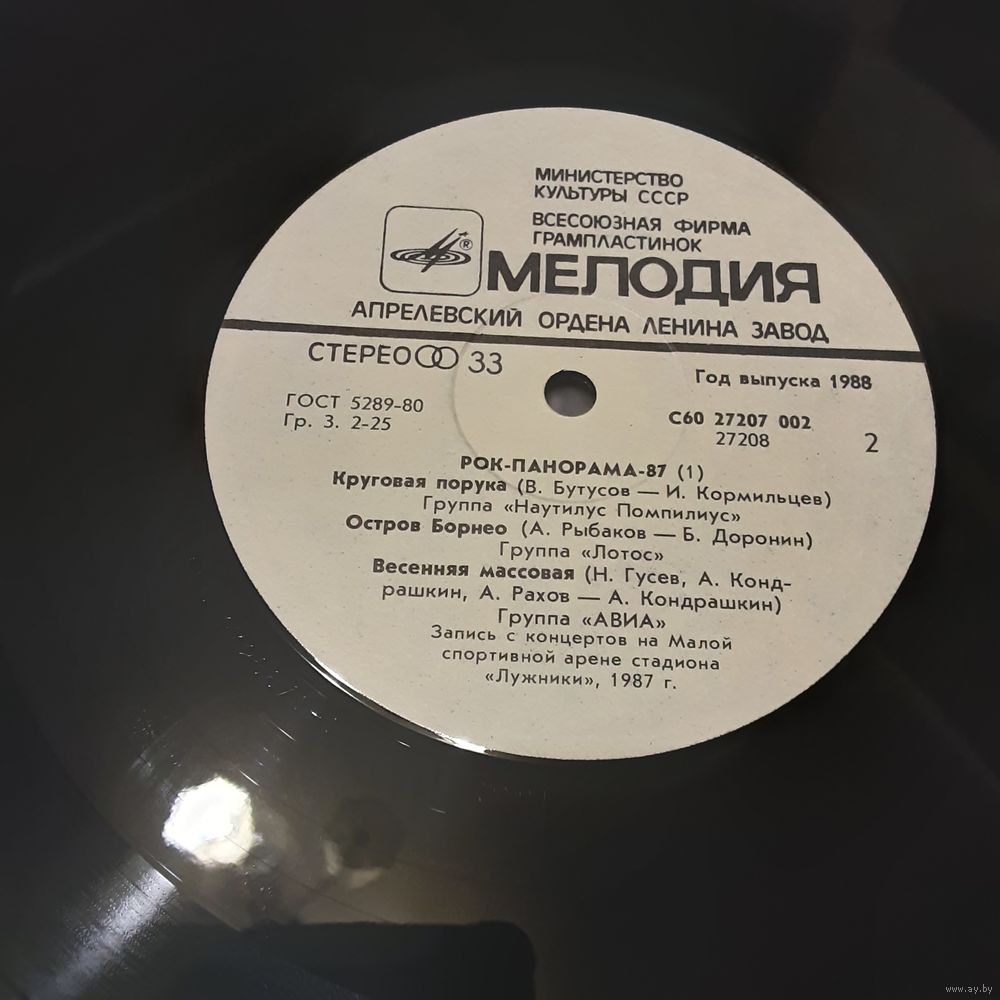 МИНИСТЕРСТВО
КУЛЬТУРЫ СССР
ВСЕСОЮЗНАЯ ФИРМА
ГРАМПЛАСТИНОК
®
МЕЛОДИЯ
АПРЕЛЕВСКИЙ ОРДЕНА ЛЕНИНА ЗАВОД
СТЕРЕО 33
Год выпуска 1988
ГОСТ 5289-80
Гр. 3. 2-25
С60 27207 002
27208
2
РОК-ПАНОРАМА-87 (1)
Круговая порука (В. Бутусов — И. Кормильцев)
Группа «Наутилус Помпилиус»
Остров Борнео (А. Рыбаков — Б. Доронин)
Группа «Лотос»
Весенняя массовая (Н. Гусев, А. Конд-
рашкин, А. Рахов — А. Кондрашкин)
Группа «АВИА»
Запись с концертов на Малой
спортивной арене стадиона
«Лужники», 1987 г.
www.ay.by